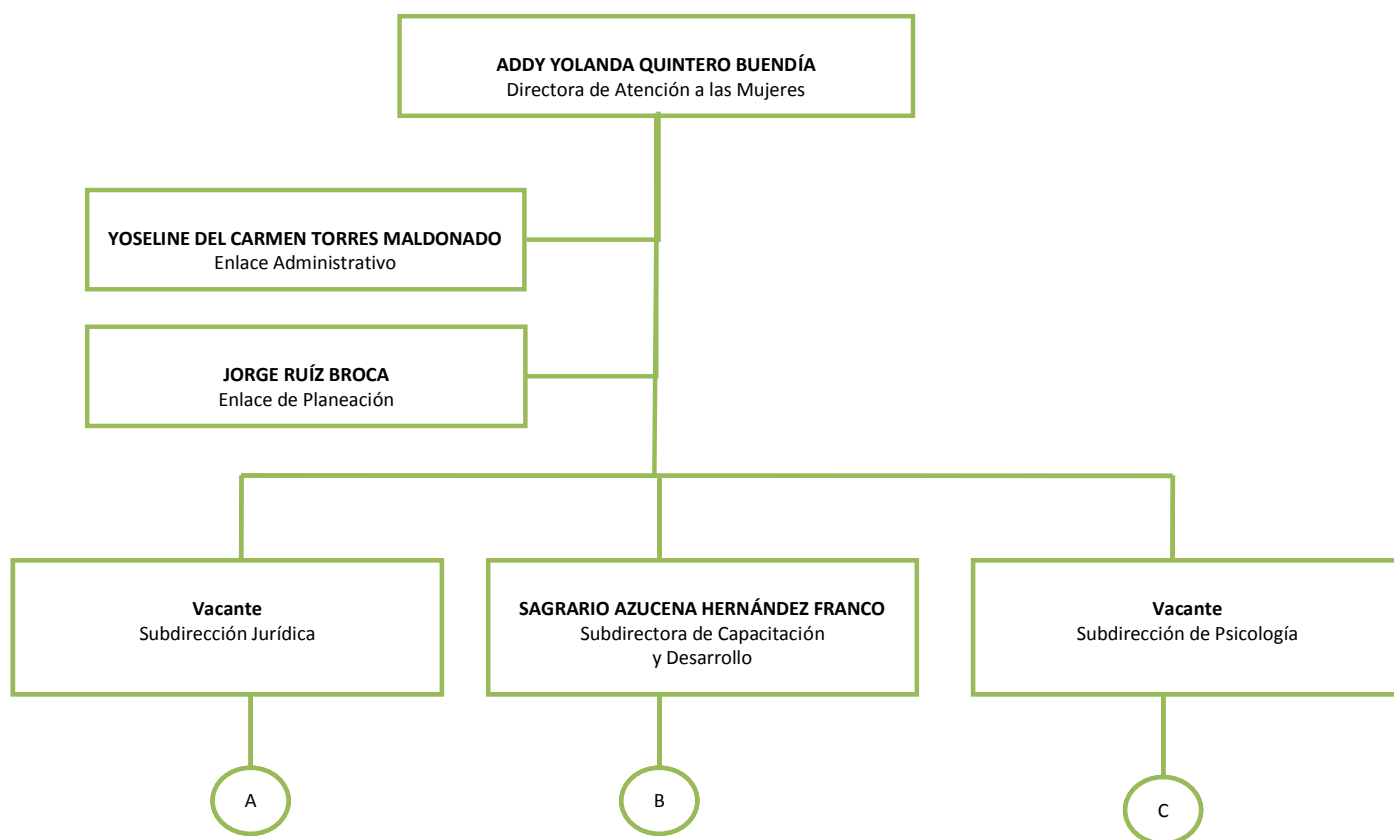 ADDY YOLANDA QUINTERO BUENDÍA
Directora de Atención a las Mujeres
YOSELINE DEL CARMEN TORRES MALDONADO
Enlace Administrativo
JORGE RUÍZ BROCA
Enlace de Planeación
Vacante
Subdirección Jurídica
SAGRARIO AZUCENA HERNÁNDEZ FRANCO
Subdirectora de Capacitación
y Desarrollo
Vacante
Subdirección de Psicología
A
B
C